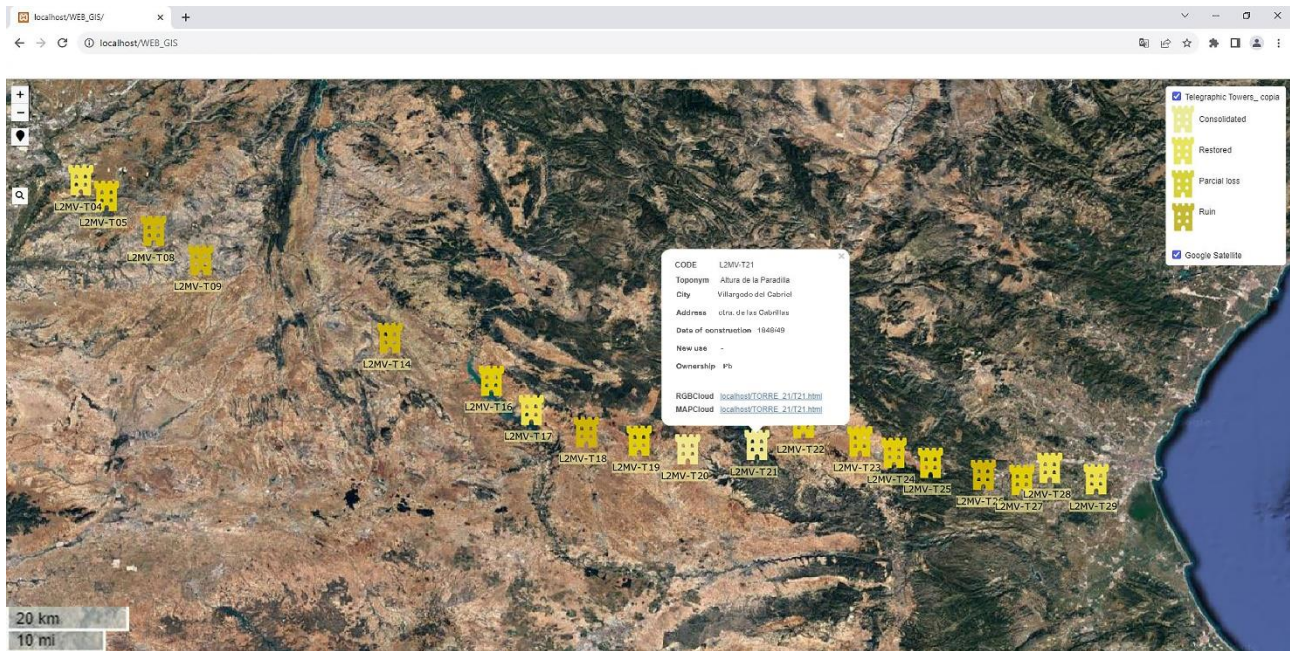 localhost/WEB_GIS/
localhost/WEB_GIS
+
−
Telegraphic Towers_ copia
Consolidated
Restored
Parcial loss
Ruin
Google Satellite
L2MV-T04
L2MV-T05
L2MV-T08
L2MV-T09
L2MV-T14
L2MV-T16
L2MV-T17
L2MV-T18
L2MV-T19
L2MV-T20
L2MV-T21
L2MV-T22
L2MV-T23
L2MV-T24
L2MV-T25
L2MV-T26
L2MV-T27
L2MV-T28
L2MV-T29
CODE L2MV-T21
Toponym Altura de la Paradilla
City Villargodo del Cabriel
Address ctra. de las Cabrillas
Date of construction 1848/49
New use -
Ownership Pb
RGBCloud localhost/TORRE_21/T21.html
MAPCloud localhost/TORRE_21/T21.html
20 km
10 mi